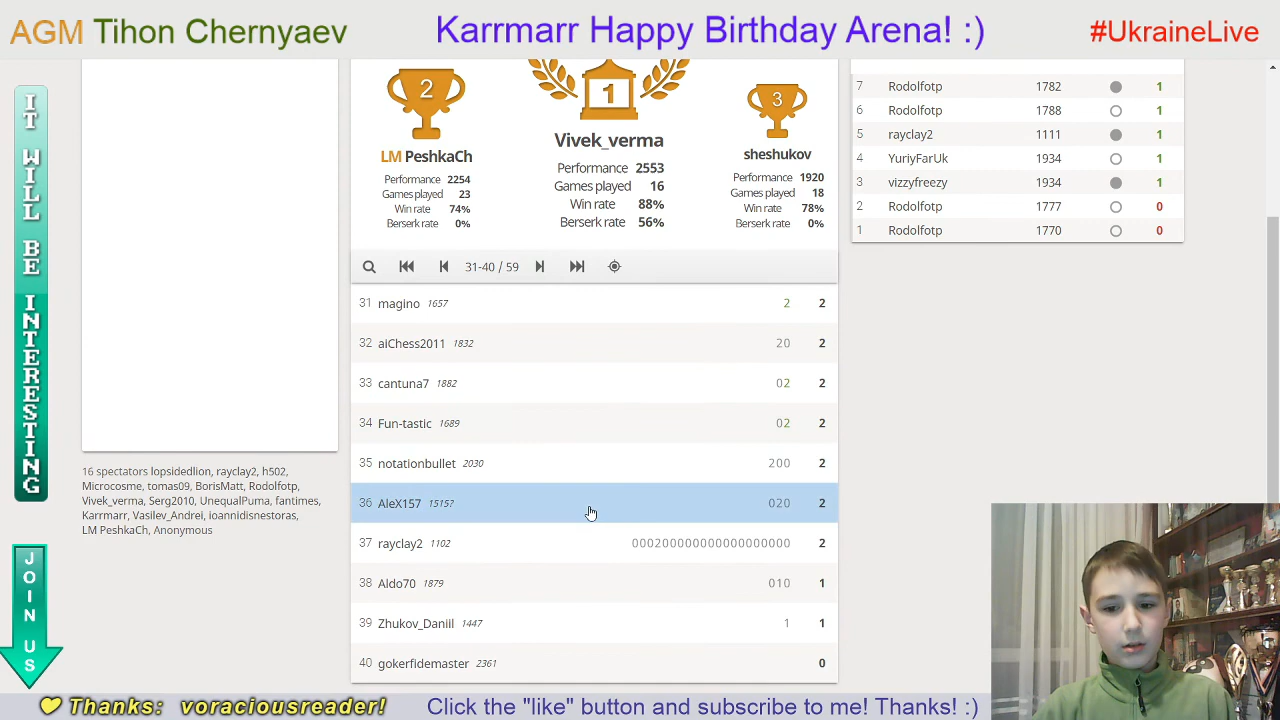 AGM Tihon Chernyaev
Karrmarr Happy Birthday Arena! :)
#UkraineLive
IT WILL BE INTERESTING
JOIN US
16 spectators lopsidedlion, rayclay2, h502,
Microcosme, tomas09, BorisMatt, Rodolfotp,
Vivek_verma, Serg2010, UnequalPuma, fantimes,
Karrmarr, Vasilev_Andrei, ioannidisnestoras,
LM PeshkaCh, Anonymous
2
LM PeshkaCh
Performance 2254
Games played 23
Win rate 74%
Berserk rate 0%
1
Vivek_verma
Performance 2553
Games played 16
Win rate 88%
Berserk rate 56%
3
sheshukov
Performance 1920
Games played 18
Win rate 78%
Berserk rate 0%
31-40 / 59
31 magino 1657 2 2
32 aiChess2011 1832 20 2
33 cantuna7 1882 02 2
34 Fun-tastic 1689 02 2
35 notationbullet 2030 200 2
36 AleX157 1515? 020 2
37 rayclay2 1102 000200000000000000000 2
38 Aldo70 1879 010 1
39 Zhukov_Daniil 1447 1 1
40 gokerfidemaster 2361 0
7 Rodolfotp 1782 1
6 Rodolfotp 1788 1
5 rayclay2 1111 1
4 YuriyFarUk 1934 1
3 vizzyfreezy 1934 1
2 Rodolfotp 1777 0
1 Rodolfotp 1770 0
Thanks: voraciousreader!
Click the "like" button and subscribe to me! Thanks! :)